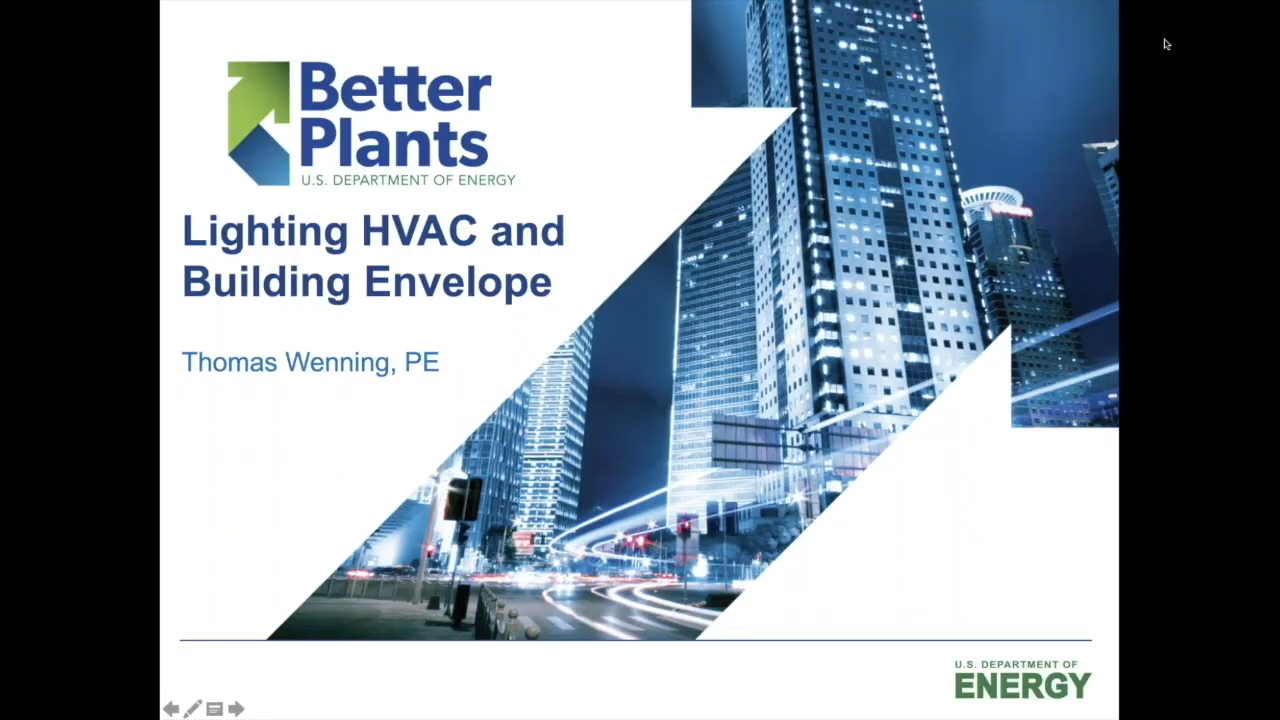 Better
Plants
U.S. DEPARTMENT OF ENERGY
Lighting HVAC and
Building Envelope
Thomas Wenning, PE
U.S. DEPARTMENT OF
ENERGY